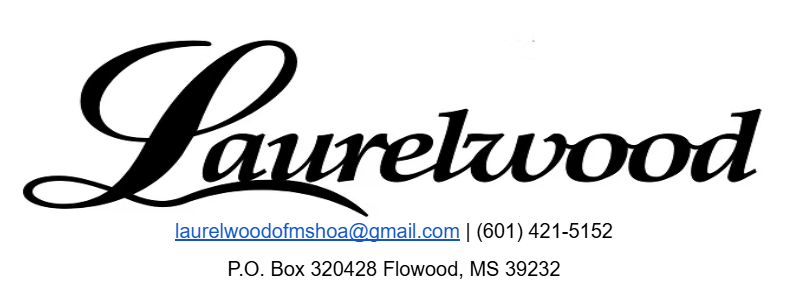 Laurelwood
laurelwoodofmshoa@gmail.com | (601) 421-5152
P.O. Box 320428 Flowood, MS 39232